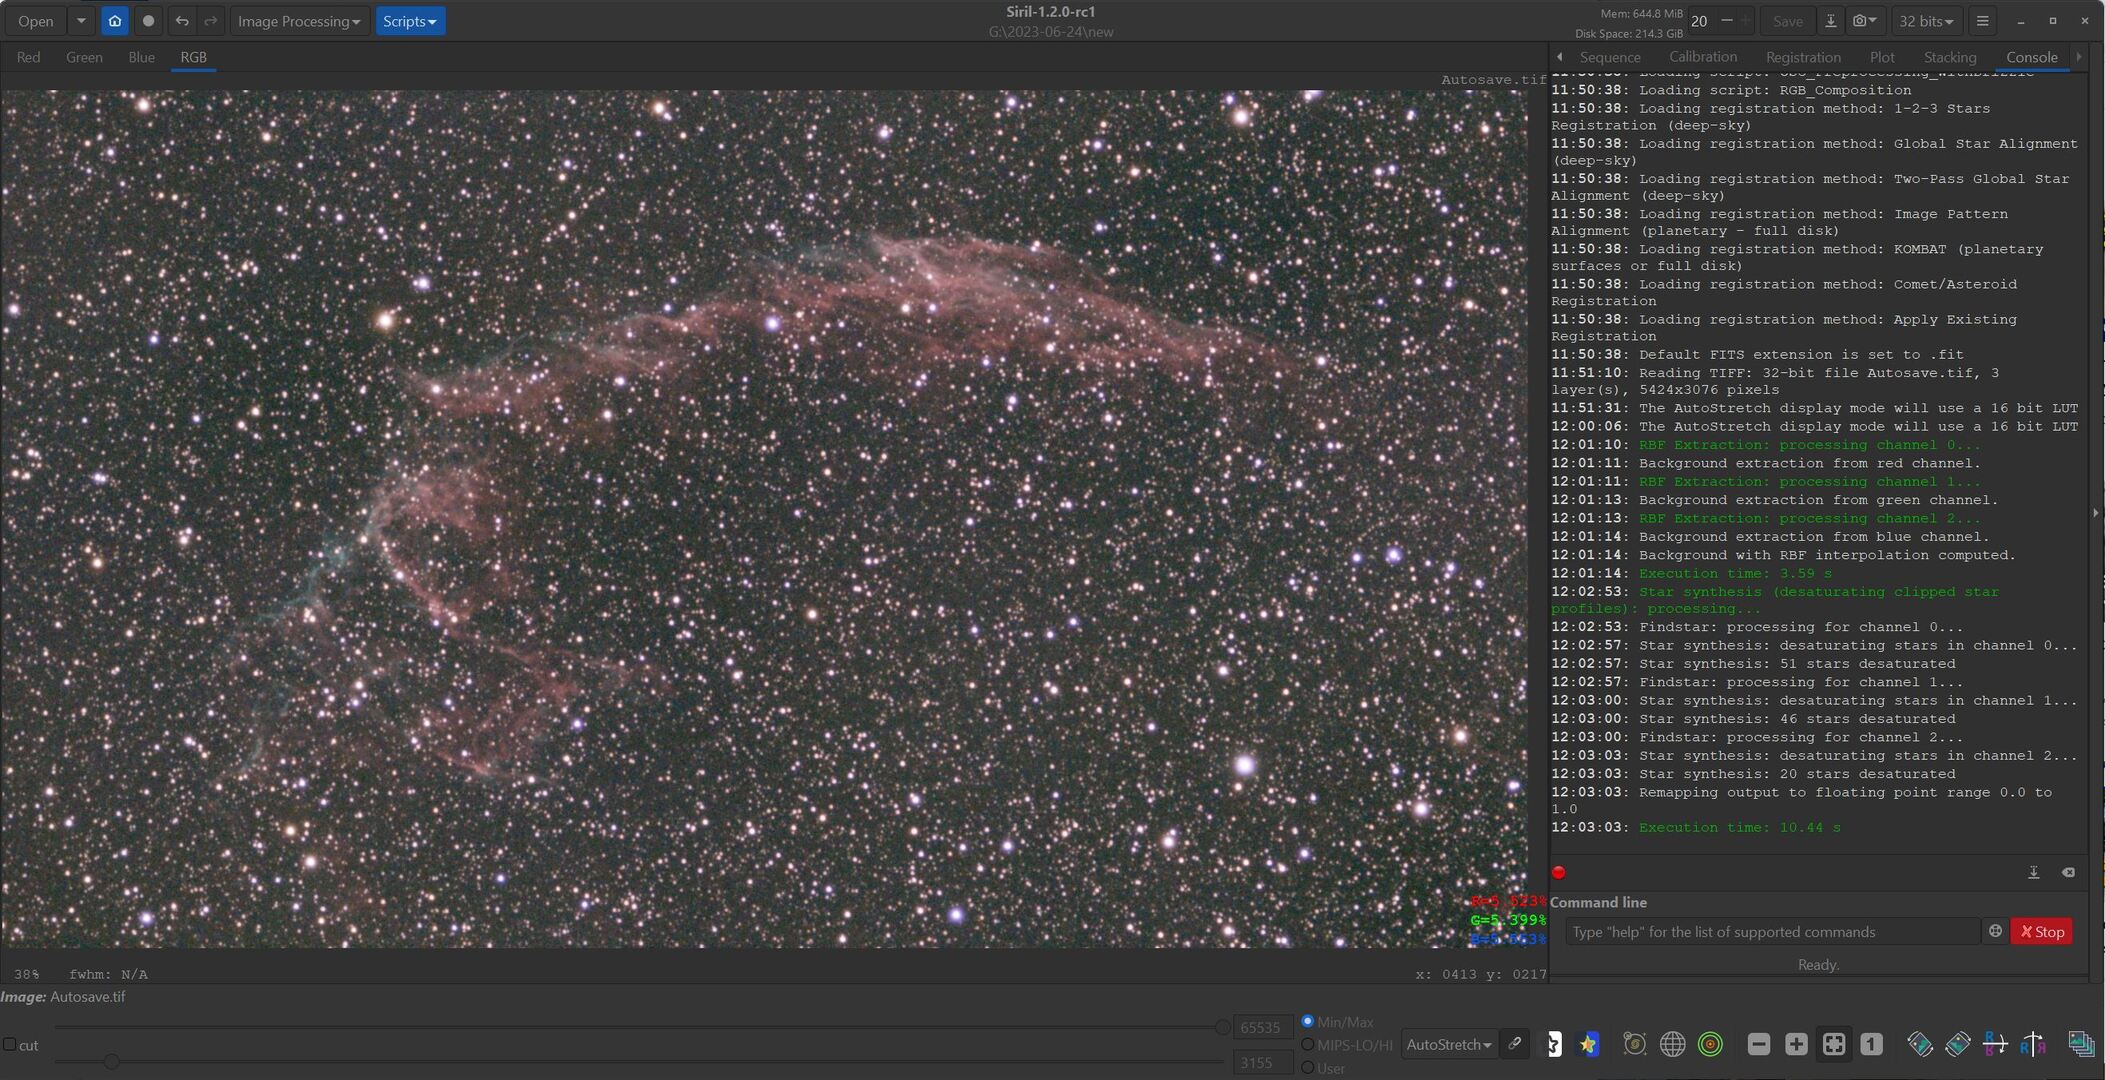 Open
Image Processing
Scripts
Siril-1.2.0-rc1
G:\2023-06-24\new
Mem: 644.8 MiB
Disk Space: 214.3 GiB
20
Save
32 bits
Red Green Blue RGB
Sequence Calibration Registration Plot Stacking Console
Autosave.tif
11:50:38: Loading script:
11:50:38: Loading script: RGB_Composition
11:50:38: Loading registration method: 1-2-3 Stars
Registration (deep-sky)
11:50:38: Loading registration method: Global Star Alignment
(deep-sky)
11:50:38: Loading registration method: Two-Pass Global Star
Alignment (deep-sky)
11:50:38: Loading registration method: Image Pattern
Alignment (planetary - full disk)
11:50:38: Loading registration method: KOMBAT (planetary
surfaces or full disk)
11:50:38: Loading registration method: Comet/Asteroid
Registration
11:50:38: Loading registration method: Apply Existing
Registration
11:50:38: Default FITS extension is set to .fit
11:51:10: Reading TIFF: 32-bit file Autosave.tif, 3
layer(s), 5424x3076 pixels
11:51:31: The AutoStretch display mode will use a 16 bit LUT
12:00:06: The AutoStretch display mode will use a 16 bit LUT
12:01:10: RBF Extraction: processing channel 0...
12:01:11: Background extraction from red channel.
12:01:11: RBF Extraction: processing channel 1...
12:01:13: Background extraction from green channel.
12:01:13: RBF Extraction: processing channel 2...
12:01:14: Background extraction from blue channel.
12:01:14: Background with RBF interpolation computed.
12:01:14: Execution time: 3.59 s
12:02:53: Star synthesis (desaturating clipped star
profiles): processing...
12:02:53: Findstar: processing for channel 0...
12:02:57: Star synthesis: desaturating stars in channel 0...
12:02:57: Star synthesis: 51 stars desaturated
12:02:57: Findstar: processing for channel 1...
12:03:00: Star synthesis: desaturating stars in channel 1...
12:03:00: Star synthesis: 46 stars desaturated
12:03:00: Findstar: processing for channel 2...
12:03:03: Star synthesis: desaturating stars in channel 2...
12:03:03: Star synthesis: 20 stars desaturated
12:03:03: Remapping output to floating point range 0.0 to
1.0
12:03:03: Execution time: 10.44 s
R=5.523%
G=5.399%
Command line
Type "help" for the list of supported commands
Stop
Ready.
38% fwhm: N/A
x: 0413 y: 0217
Image: Autosave.tif
cut
65535
3155
Min/Max
MIPS-LO/HI
User
AutoStretch
1